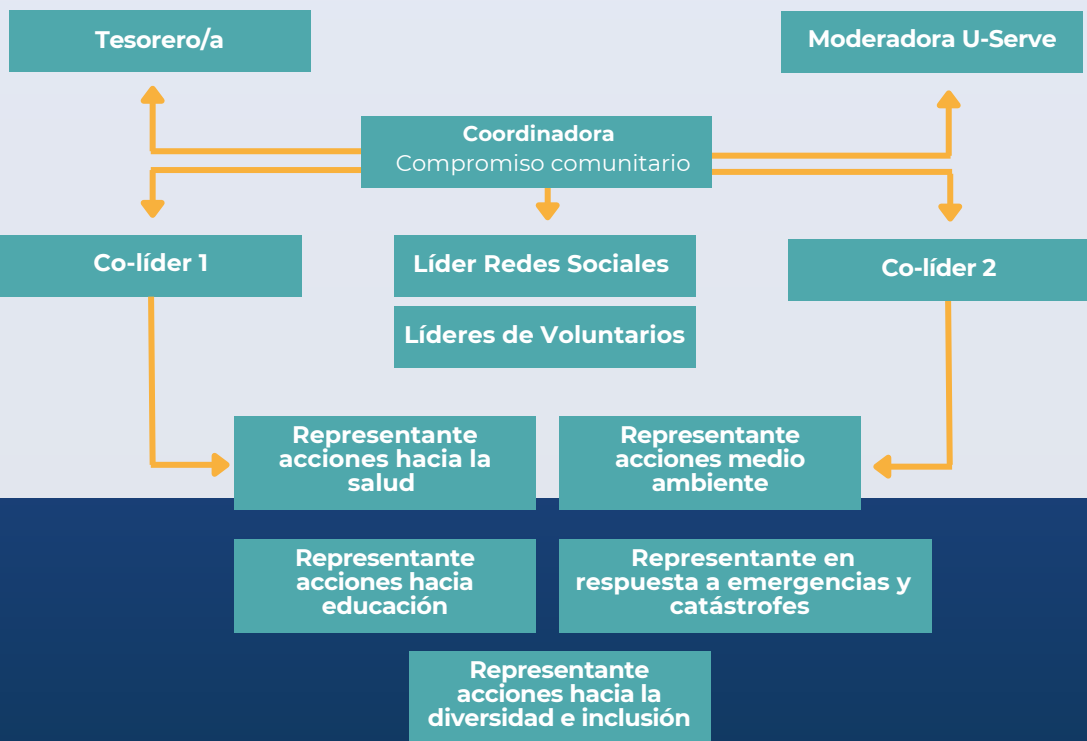 Tesorero/a
Moderadora U-Serve
Coordinadora
Compromiso comunitario
Co-líder 1
Líder Redes Sociales
Co-líder 2
Líderes de Voluntarios
Representante
acciones hacia la
salud
Representante
acciones medio
ambiente
Representante
acciones hacia
educación
Representante en
respuesta a emergencias y
catástrofes
Representante
acciones hacia la
diversidad e inclusión